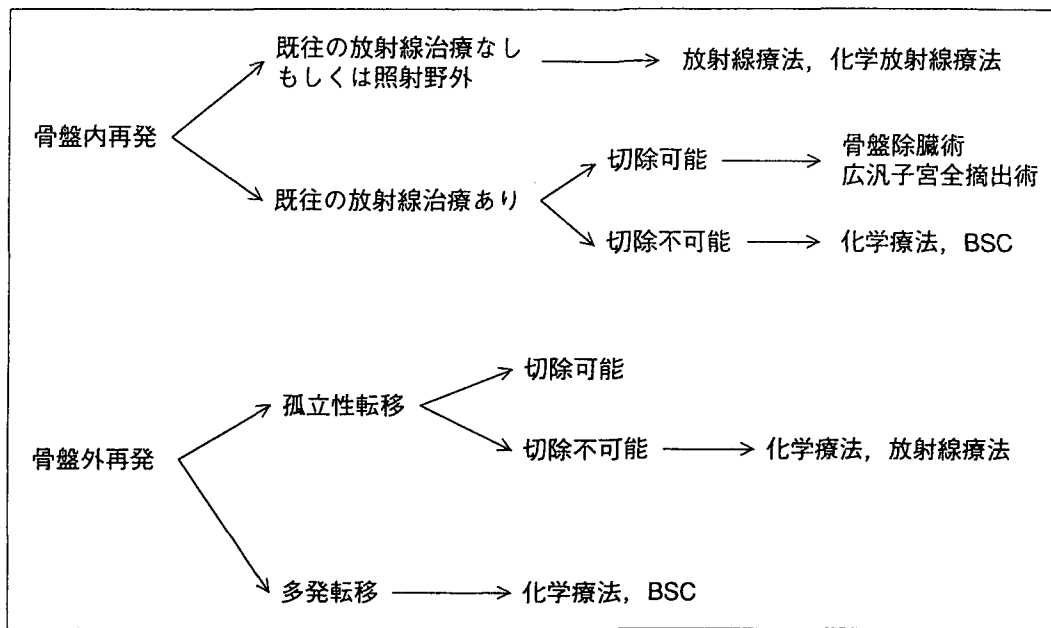 既往の放射線治療なし
もしくは照射野外
放射線療法，化学放射線療法
骨盤内再発
切除可能
骨盤除臓術
広汎子宮全摘出術
既往の放射線治療あり
切除不可能
化学療法，BSC
切除可能
孤立性転移
切除不可能
化学療法，放射線療法
骨盤外再発
多発転移
化学療法，BSC